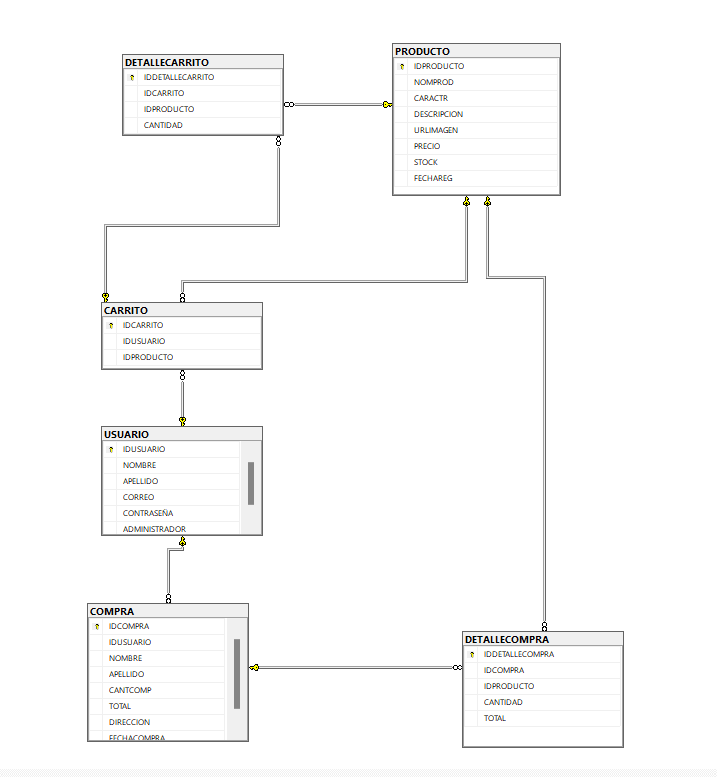 DETALLECARRITO
IDDETALLECARRITO
IDCARRITO
IDPRODUCTO
CANTIDAD
PRODUCTO
IDPRODUCTO
NOMPROD
CARACTR
DESCRIPCION
URLIMAGEN
PRECIO
STOCK
FECHAREG
CARRITO
IDCARRITO
IDUSUARIO
IDPRODUCTO
USUARIO
IDUSUARIO
NOMBRE
APELLIDO
CORREO
CONTRASEÑA
ADMINISTRADOR
COMPRA
IDCOMPRA
IDUSUARIO
NOMBRE
APELLIDO
CANTCOMP
TOTAL
DIRECCION
FECHACOMPRA
DETALLECOMPRA
IDDETALLECOMPRA
IDCOMPRA
IDPRODUCTO
CANTIDAD
TOTAL